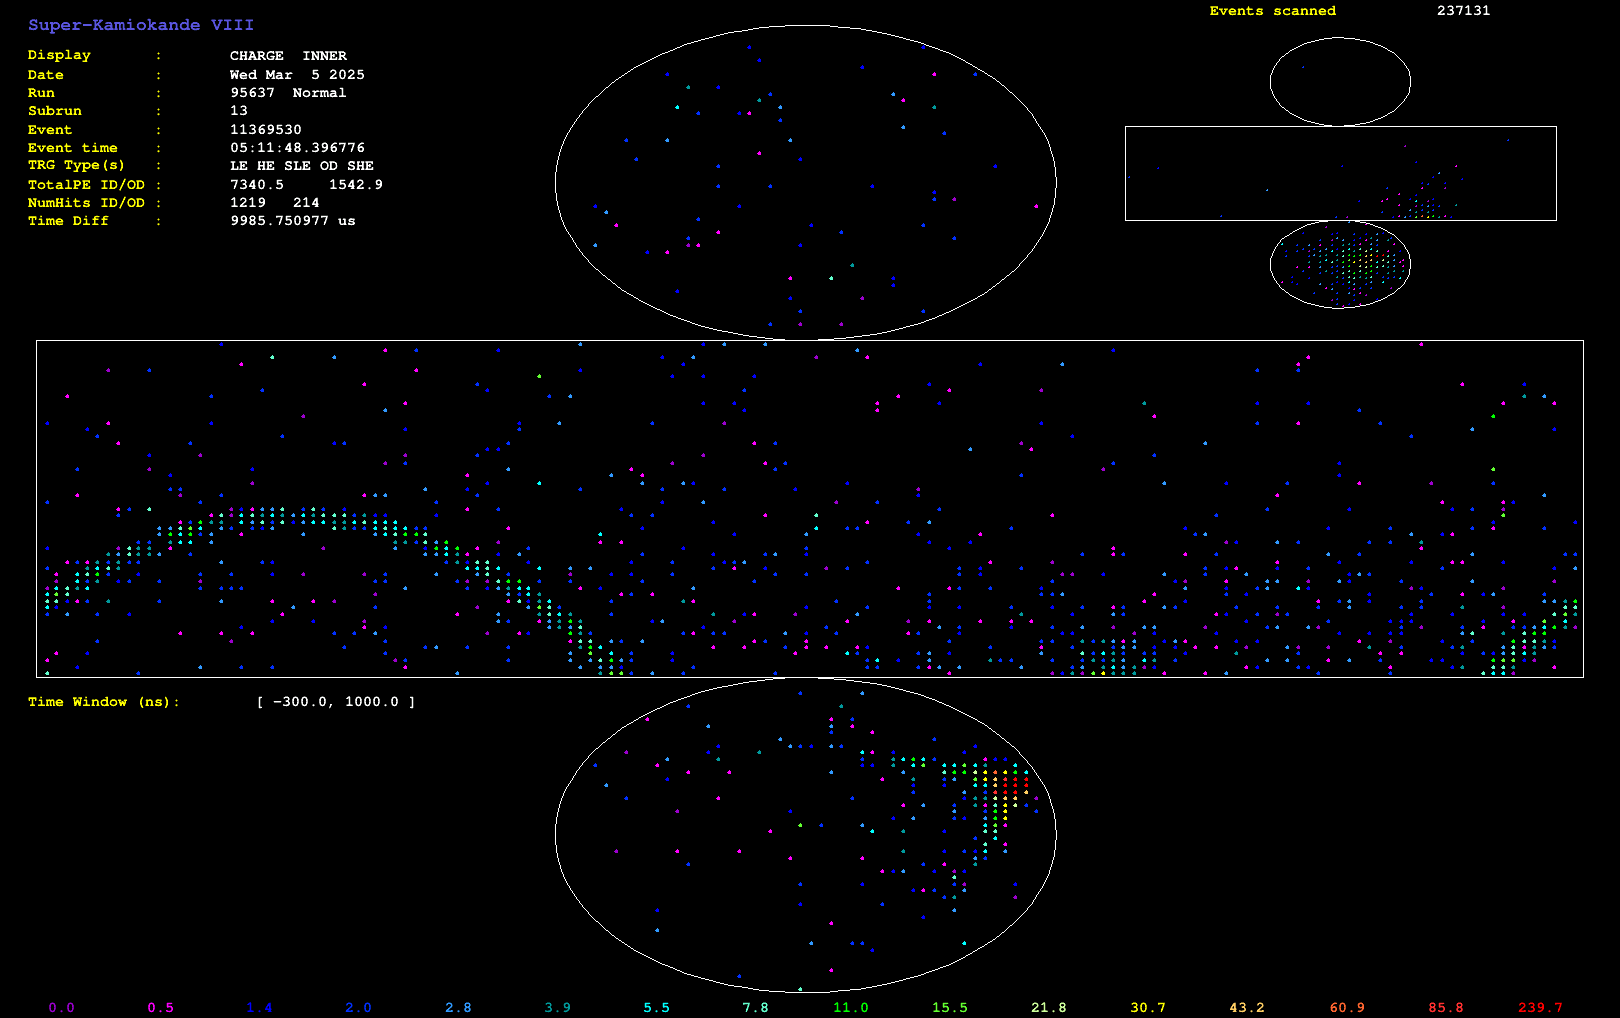 Super-Kamiokande VIII
Events scanned 237131
Display : CHARGE INNER
Date : Wed Mar 5 2025
Run : 95637 Normal
Subrun : 13
Event : 11369530
Event time : 05:11:48.396776
TRG Type(s) : LE HE SLE OD SHE
TotalPE ID/OD : 7340.5 1542.9
NumHits ID/OD : 1219 214
Time Diff : 9985.750977 us
Time Window (ns): [ -300.0, 1000.0 ]
0.0 0.5 1.4 2.0 2.8 3.9 5.5 7.8 11.0 15.5 21.8 30.7 43.2 60.9 85.8 239.7